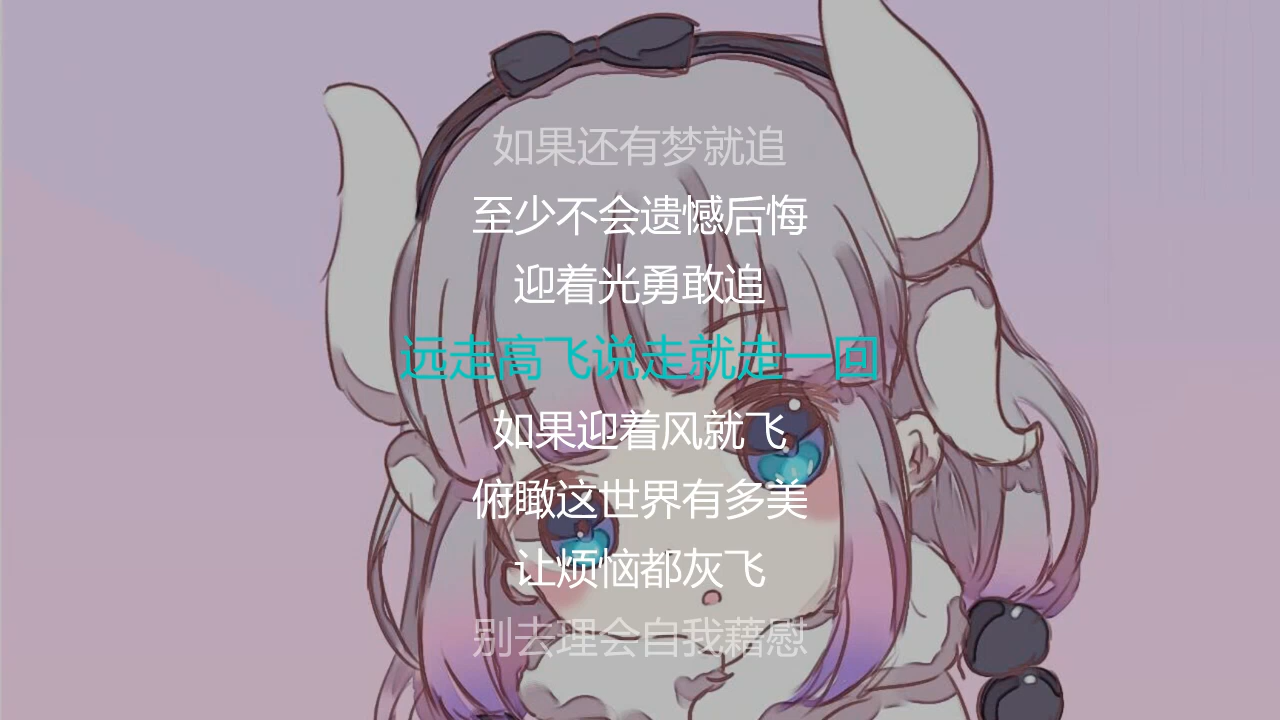 如果还有梦就追
至少不会遗憾后悔
迎着光勇敢追
远走高飞说走就走一回
如果迎着风就飞
俯瞰这世界有多美
让烦恼都灰飞
别去理会自我藉慰